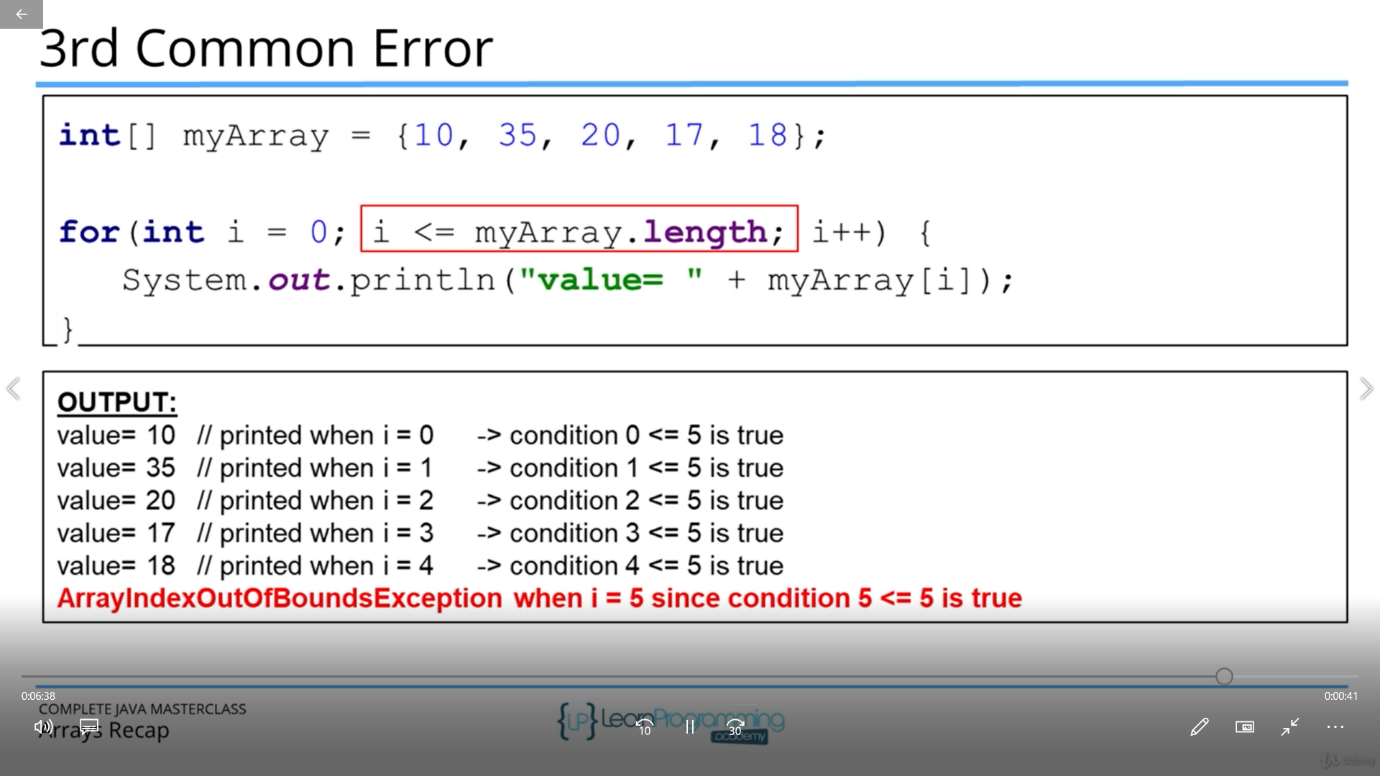 3rd Common Error
int[] myArray = {10, 35, 20, 17, 18};
for(int i = 0; i <= myArray.length; i++) {
System.out.println("value= " + myArray[i]);
}
OUTPUT:
value= 10 // printed when i = 0 -> condition 0 <= 5 is true
value= 35 // printed when i = 1 -> condition 1 <= 5 is true
value= 20 // printed when i = 2 -> condition 2 <= 5 is true
value= 17 // printed when i = 3 -> condition 3 <= 5 is true
value= 18 // printed when i = 4 -> condition 4 <= 5 is true
ArrayIndexOutOfBoundsException when i = 5 since condition 5 <= 5 is true
0:06:38 0:00:41
COMPLETE JAVA MASTERCLASS
Arrays Recap
{LP} LearnProgramming
academy
10 30
Udemy